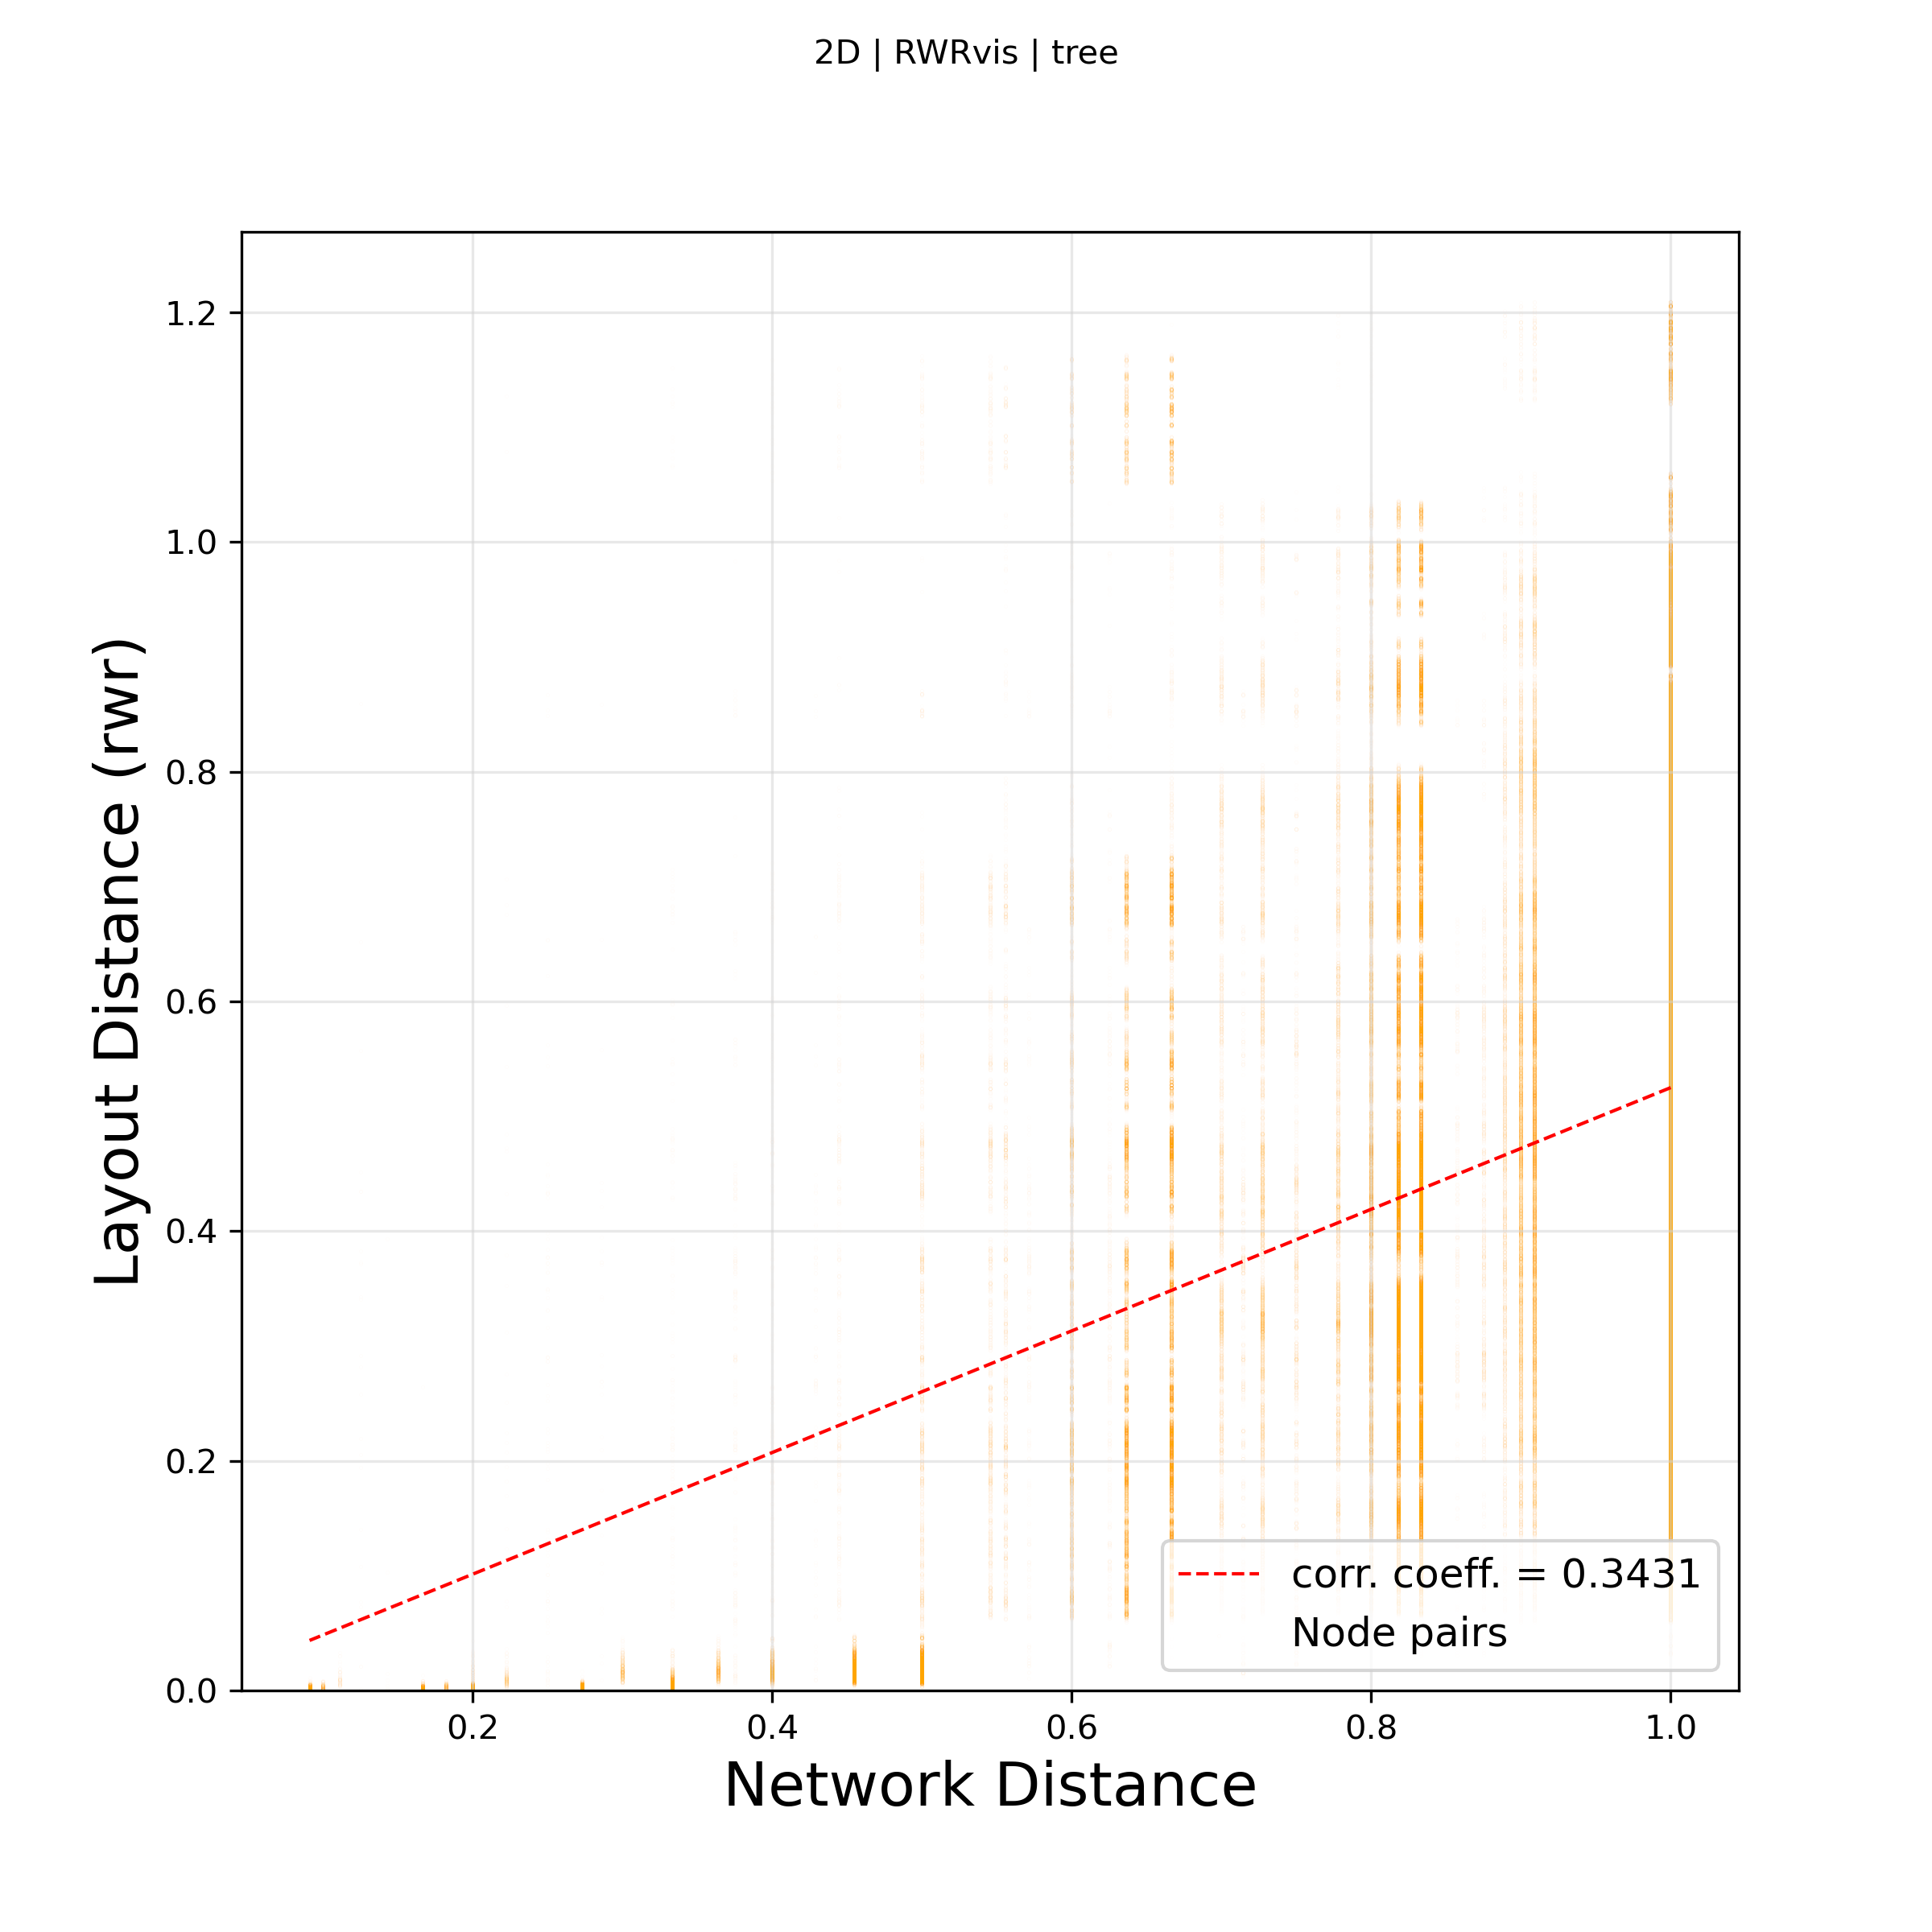 2D | RWRvis | tree
Layout Distance (rwr)
1.2
1.0
0.8
0.6
0.4
0.2
0.0
corr. coeff. = 0.3431
Node pairs
0.2 0.4 0.6 0.8 1.0
Network Distance